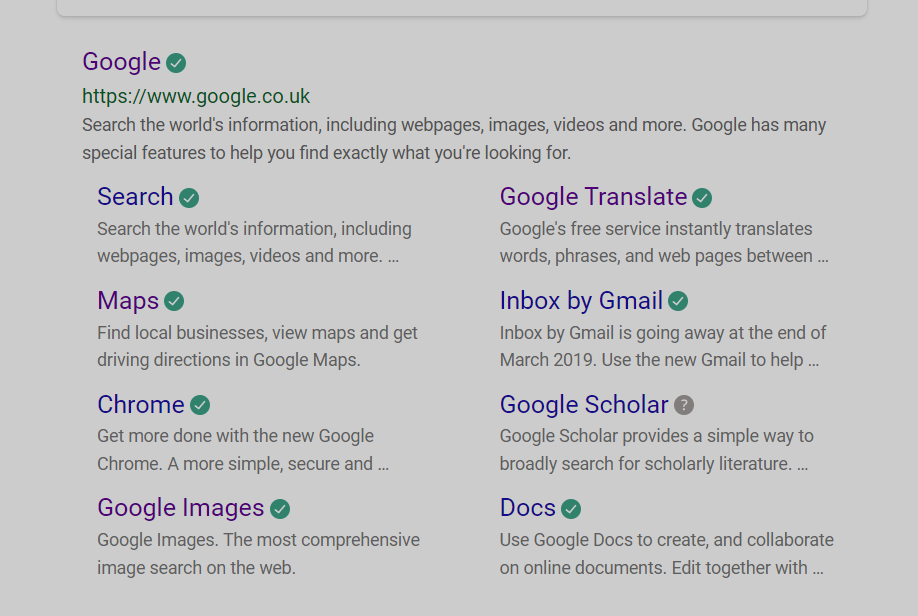 Google
https://www.google.co.uk
Search the world's information, including webpages, images, videos and more. Google has many
special features to help you find exactly what you're looking for.
Search
Search the world's information, including
webpages, images, videos and more. ...
Google Translate
Google's free service instantly translates
words, phrases, and web pages between ...
Maps
Find local businesses, view maps and get
driving directions in Google Maps.
Inbox by Gmail
Inbox by Gmail is going away at the end of
March 2019. Use the new Gmail to help ...
Chrome
Get more done with the new Google
Chrome. A more simple, secure and ...
Google Scholar ?
Google Scholar provides a simple way to
broadly search for scholarly literature. ...
Google Images
Google Images. The most comprehensive
image search on the web.
Docs
Use Google Docs to create, and collaborate
on online documents. Edit together with ...